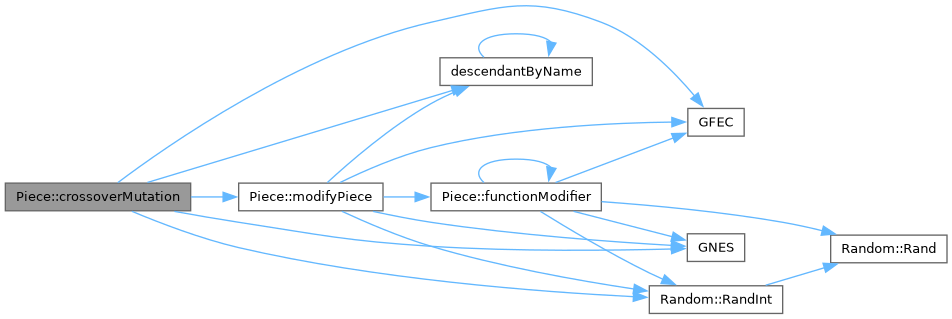 Piece::crossoverMutation
Piece::modifyPiece
descendantByName
Piece::functionModifier
GFEC
GNES
Random::RandInt
Random::Rand